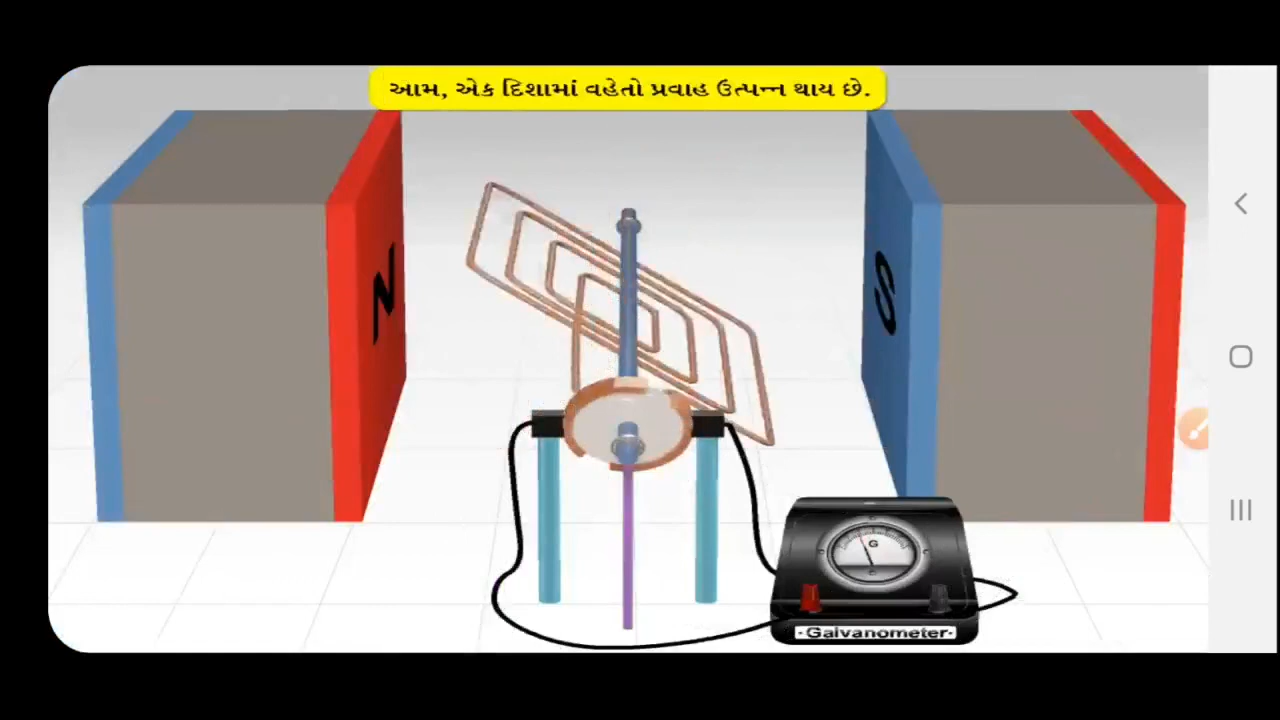 આમ, એક દિશામાં વહેતો પ્રવાહ ઉત્પન્ન થાય છે.
N
S
G
·Galvanometer·